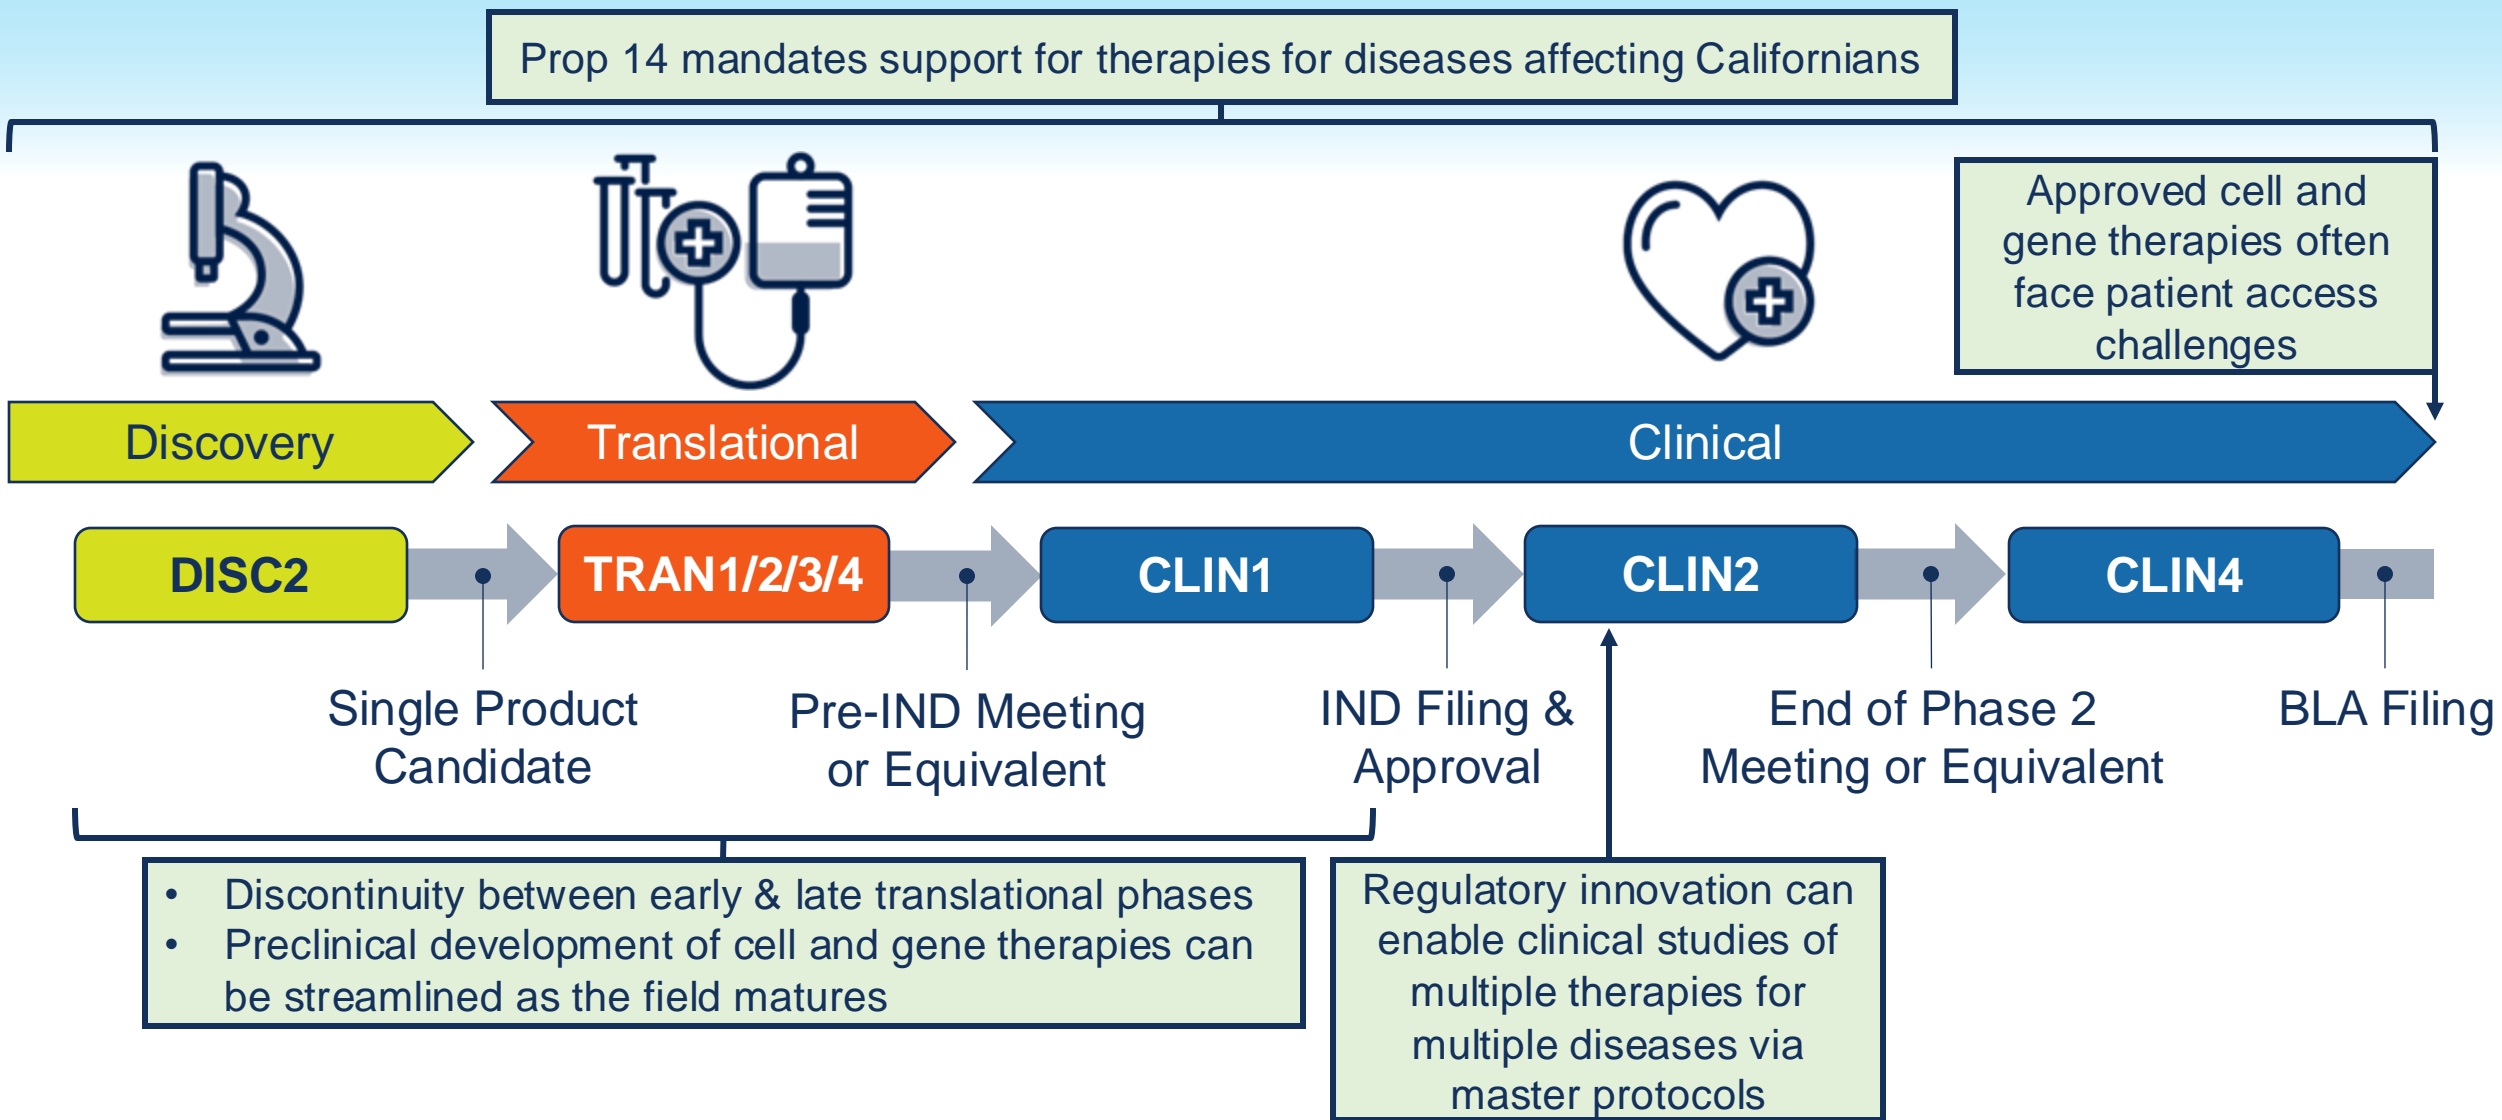 Prop 14 mandates support for therapies for diseases affecting Californians
Approved cell and
gene therapies often
face patient access
challenges
Discovery
Translational
Clinical
DISC2
TRAN1/2/3/4
CLIN1
CLIN2
CLIN4
Single Product
Candidate
Pre-IND Meeting
or Equivalent
IND Filing &
Approval
End of Phase 2
Meeting or Equivalent
BLA Filing
• Discontinuity between early & late translational phases
• Preclinical development of cell and gene therapies can
be streamlined as the field matures
Regulatory innovation can
enable clinical studies of
multiple therapies for
multiple diseases via
master protocols